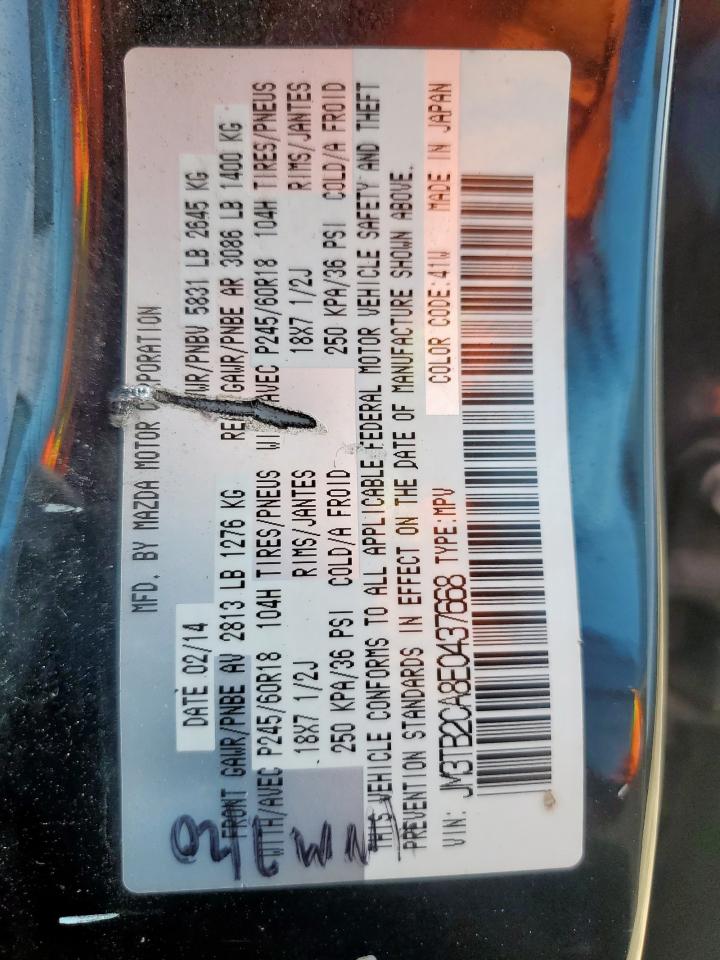 MFD. BY MAZDA MOTOR CORPORATION
DATE 02/14 GVWR/PNBV 5831 LB 2645 KG
FRONT GAWR/PNBE AV 2813 LB 1276 KG REAR GAWR/PNBE AR 3086 LB 1400 KG
WITH/AVEC P245/60R18 104H TIRES/PNEUS WITH/AVEC P245/60R18 104H TIRES/PNEUS
18X7 1/2J RIMS/JANTES 18X7 1/2J RIMS/JANTES
250 KPA/36 PSI COLD/A FROID 250 KPA/36 PSI COLD/A FROID
THIS VEHICLE CONFORMS TO ALL APPLICABLE FEDERAL MOTOR VEHICLE SAFETY AND THEFT
PREVENTION STANDARDS IN EFFECT ON THE DATE OF MANUFACTURE SHOWN ABOVE.
COLOR CODE:41W MADE IN JAPAN
VIN: JM3TB2CA8E0437668 TYPE:MPV